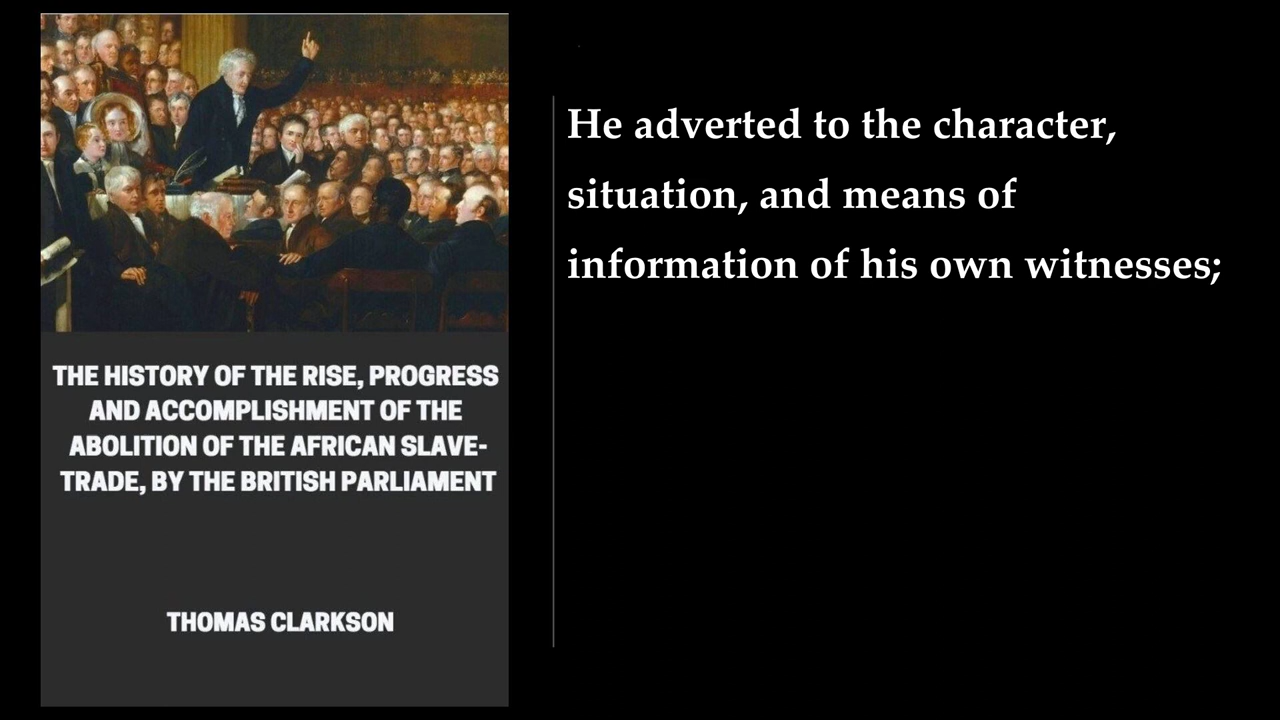 THE HISTORY OF THE RISE, PROGRESS
AND ACCOMPLISHMENT OF THE
ABOLITION OF THE AFRICAN SLAVE-
TRADE, BY THE BRITISH PARLIAMENT
THOMAS CLARKSON
He adverted to the character,
situation, and means of
information of his own witnesses;